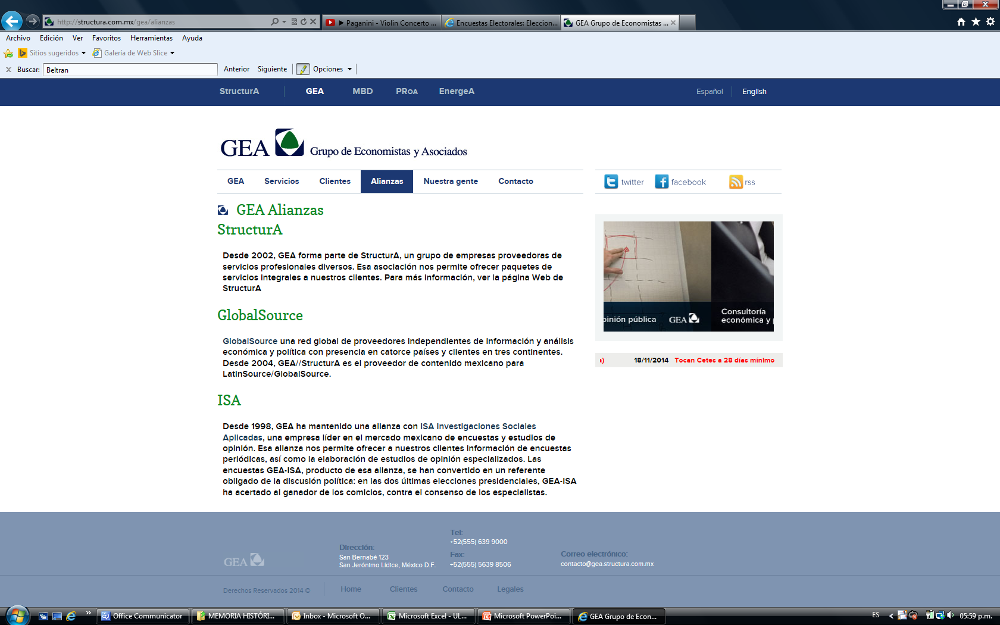 http://structura.com.mx/gea/alianzas
► Paganini - Violin Concerto ...
Encuestas Electorales: Eleccion...
GEA Grupo de Economistas ...
Archivo Edición Ver Favoritos Herramientas Ayuda
Sitios sugeridos Galería de Web Slice
x Buscar: Beltran Anterior Siguiente Opciones
StructurA GEA MBD PROA EnergeA Español English
GEA Grupo de Economistas y Asociados
GEA Servicios Clientes Alianzas Nuestra gente Contacto
twitter facebook rss
GEA Alianzas
StructurA
Desde 2002, GEA forma parte de StructurA, un grupo de empresas proveedoras de
servicios profesionales diversos. Esa asociación nos permite ofrecer paquetes de
servicios integrales a nuestros clientes. Para más información, ver la página Web de
StructurA
GlobalSource
GlobalSource una red global de proveedores independientes de información y análisis
económica y política con presencia en catorce países y clientes en tres continentes.
Desde 2004, GEA//StructurA es el proveedor de contenido mexicano para
LatinSource/GlobalSource.
ISA
Desde 1998, GEA ha mantenido una alianza con ISA Investigaciones Sociales
Aplicadas, una empresa líder en el mercado mexicano de encuestas y estudios de
opinión. Esa alianza nos permite ofrecer a nuestros clientes información de encuestas
periódicas, así como la elaboración de estudios de opinión especializados. Las
encuestas GEA-ISA, producto de esa alianza, se han convertido en un referente
obligado de la discusión política: en las dos últimas elecciones presidenciales, GEA-ISA
ha acertado al ganador de los comicios, contra el consenso de los especialistas.
pinión pública GEA
Consultoría
económica y p
a) 18/11/2014 Tocan Cetes a 28 días mínimo
GEA
Dirección:
San Bernabé 123
San Jerónimo Lídice, México D.F.
Tel:
+52(555) 639 9000
Fax:
+52(555) 5639 8506
Correo electrónico:
contacto@gea.structura.com.mx
Derechos Reservados 2014 © Home Clientes Contacto Legales
» Office Communicator MEMORIA HISTÓRI... Inbox - Microsoft O... Microsoft Excel - UL... Microsoft PowerPoi... GEA Grupo de Econ... ES 05:59 p.m.